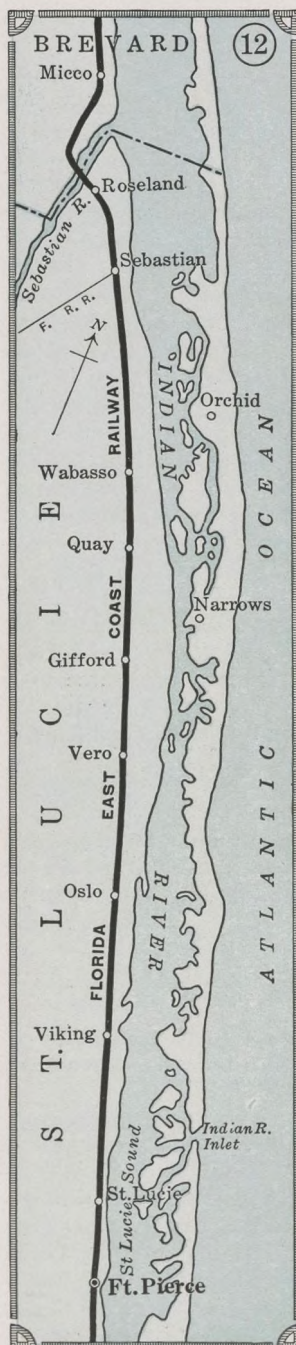 BREVARD
12
Micco
Roseland
Sebastian R.
Sebastian
F. R. R.
N
INDIAN
Orchid
RAILWAY
Wabasso
OCEAN
Quay
COAST
Narrows
Gifford
ST. LUCIE
Vero
EAST
ATLANTIC
Oslo
RIVER
FLORIDA
Viking
Indian R.
Inlet
St Lucie Sound
St. Lucie
Ft. Pierce